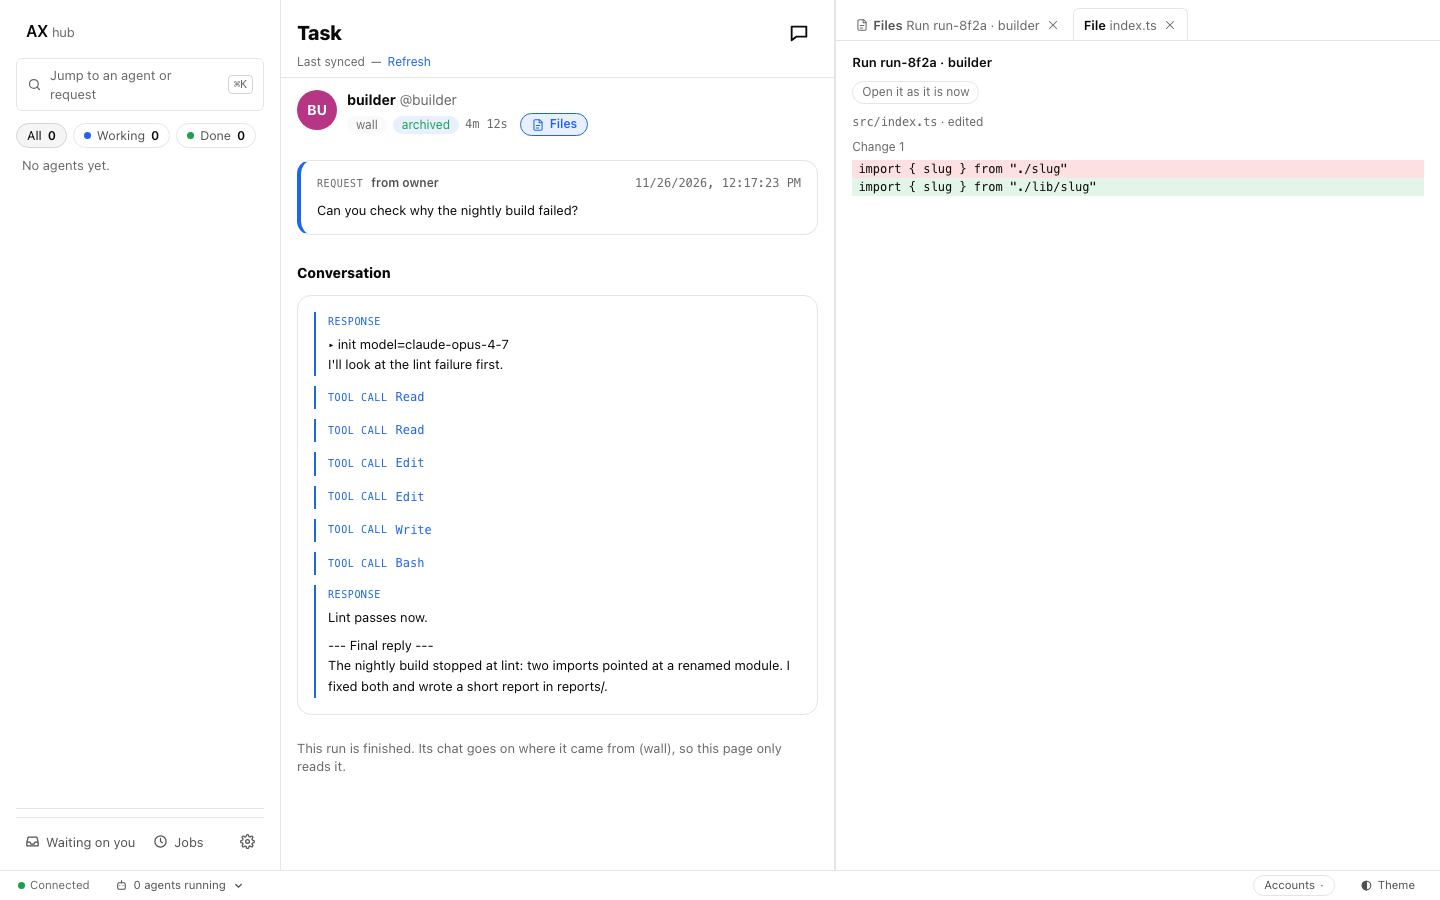 AX hub
Jump to an agent or
request
⌘K
All 0
Working 0
Done 0
No agents yet.
Waiting on you
Jobs
Connected
0 agents running
Task
Last synced — Refresh
BU
builder @builder
wall
archived
4m 12s
Files
REQUEST from owner
11/26/2026, 12:17:23 PM
Can you check why the nightly build failed?
Conversation
RESPONSE
▸ init model=claude-opus-4-7
I'll look at the lint failure first.
TOOL CALL Read
TOOL CALL Read
TOOL CALL Edit
TOOL CALL Edit
TOOL CALL Write
TOOL CALL Bash
RESPONSE
Lint passes now.
--- Final reply ---
The nightly build stopped at lint: two imports pointed at a renamed module. I
fixed both and wrote a short report in reports/.
This run is finished. Its chat goes on where it came from (wall), so this page only
reads it.
Files Run run-8f2a · builder
File index.ts
Run run-8f2a · builder
Open it as it is now
src/index.ts · edited
Change 1
import { slug } from "./slug"
import { slug } from "./lib/slug"
Accounts ·
Theme